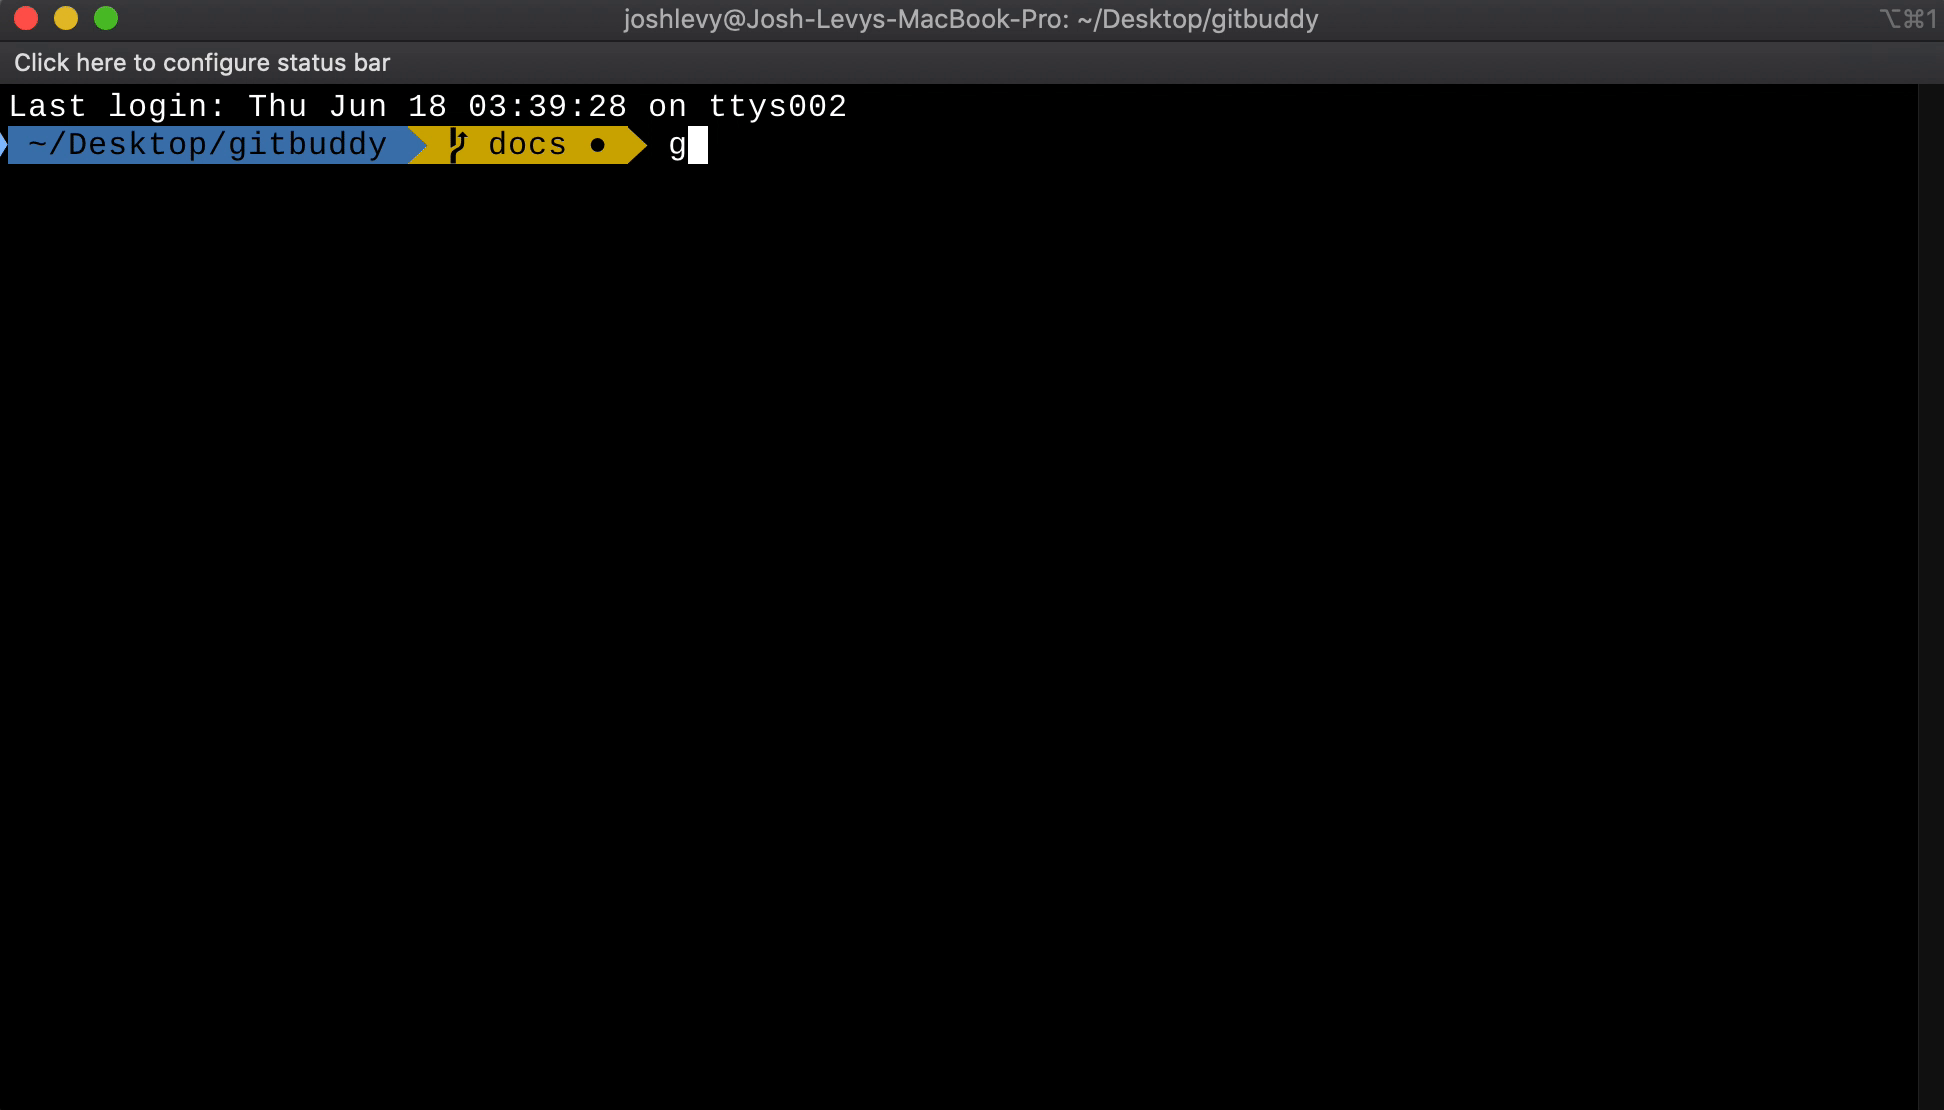 joshlevy@Josh-Levys-MacBook-Pro: ~/Desktop/gitbuddy ⌥⌘1
Click here to configure status bar
Last login: Thu Jun 18 03:39:28 on ttys002
~/Desktop/gitbuddy docs ● g